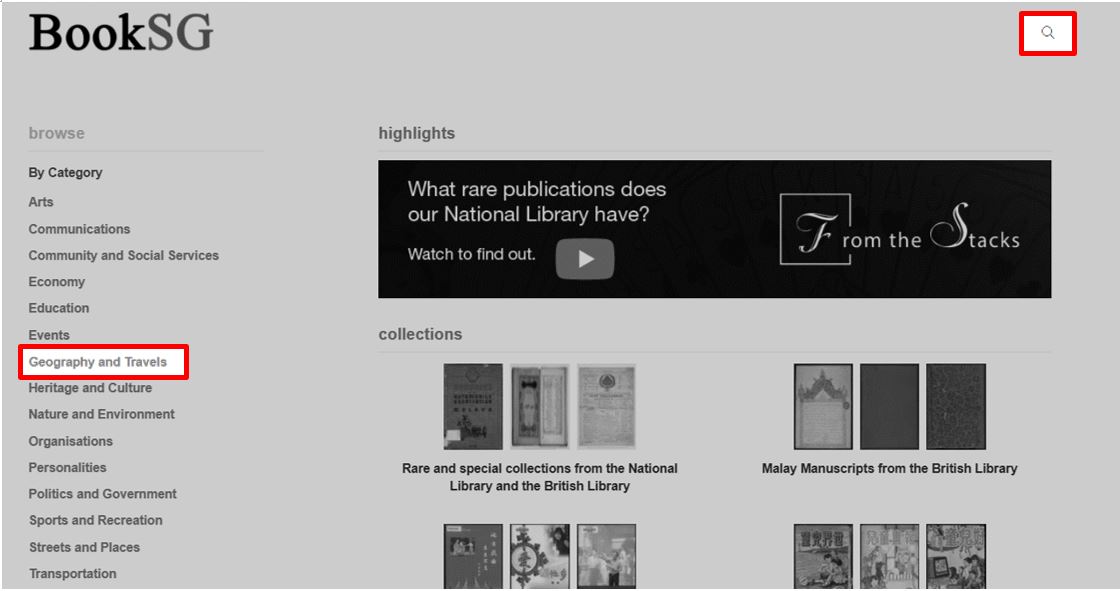 BookSG
browse
By Category
Arts
Communications
Community and Social Services
Economy
Education
Events
Geography and Travels
Heritage and Culture
Nature and Environment
Organisations
Personalities
Politics and Government
Sports and Recreation
Streets and Places
Transportation
highlights
What rare publications does
our National Library have?
Watch to find out.
From the Stacks
collections
Rare and special collections from the National
Library and the British Library
Malay Manuscripts from the British Library